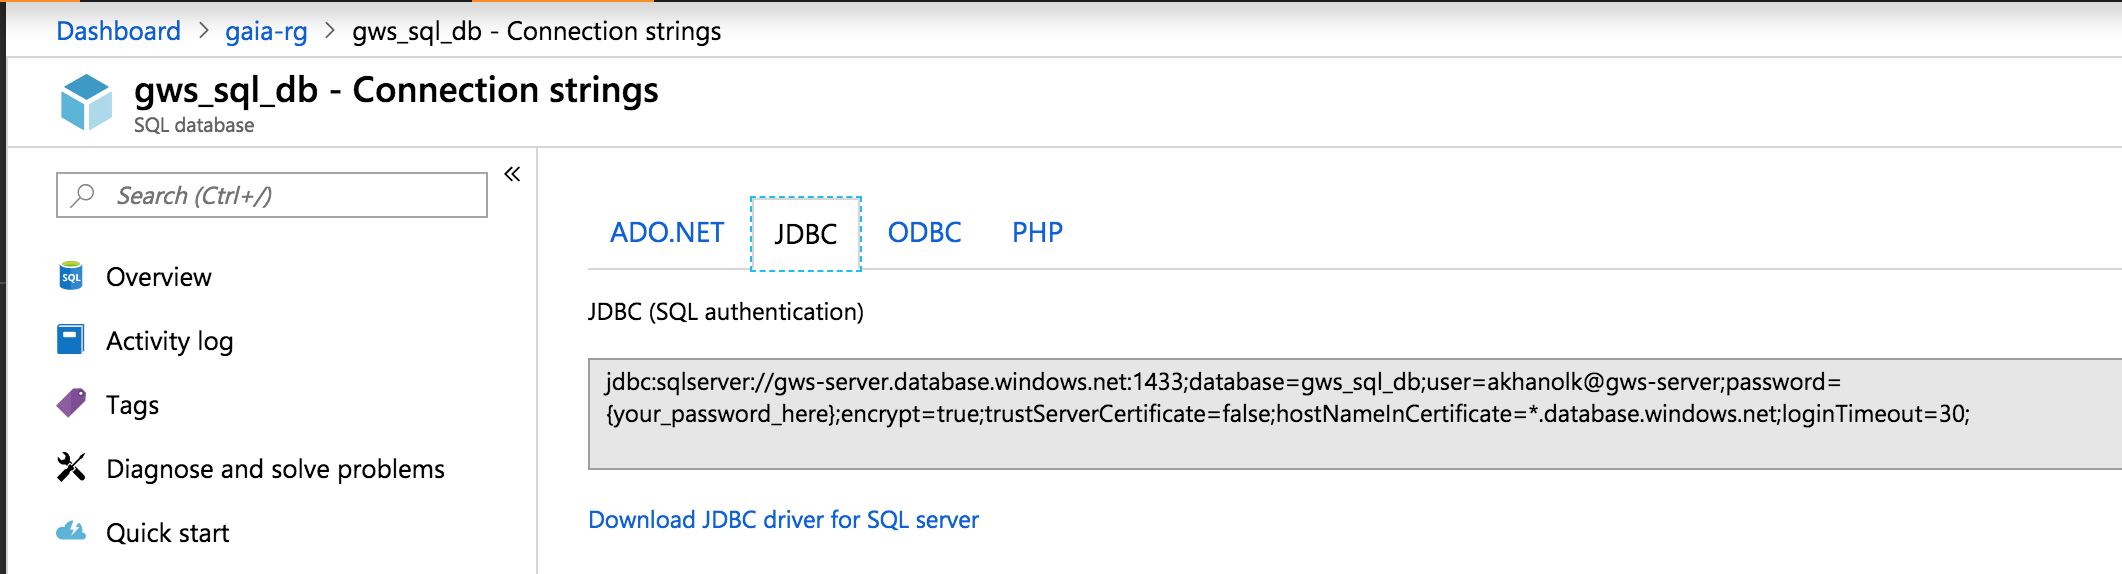 Dashboard > gaia-rg > gws_sql_db - Connection strings
gws_sql_db - Connection strings
SQL database
Search (Ctrl+/)
«
SQL Overview
Activity log
Tags
Diagnose and solve problems
Quick start
ADO.NET JDBC ODBC PHP
JDBC (SQL authentication)
jdbc:sqlserver://gws-server.database.windows.net:1433;database=gws_sql_db;user=akhanolk@gws-server;password=
{your_password_here};encrypt=true;trustServerCertificate=false;hostNameInCertificate=*.database.windows.net;loginTimeout=30;
Download JDBC driver for SQL server